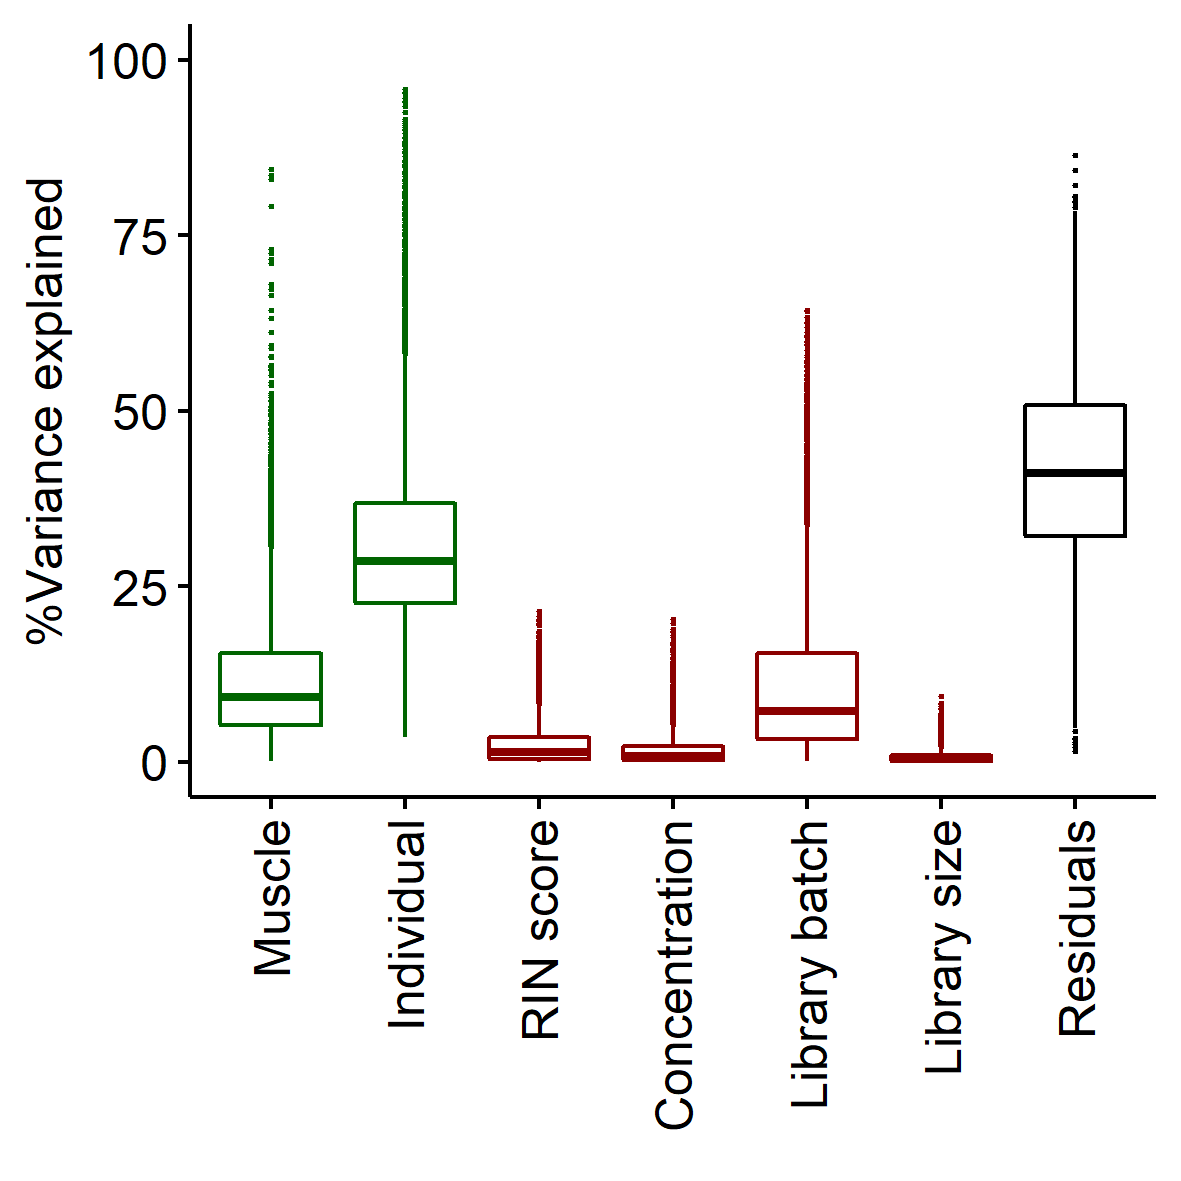 %Variance explained
100
75
50
25
0
Muscle
Individual
RIN score
Concentration
Library batch
Library size
Residuals